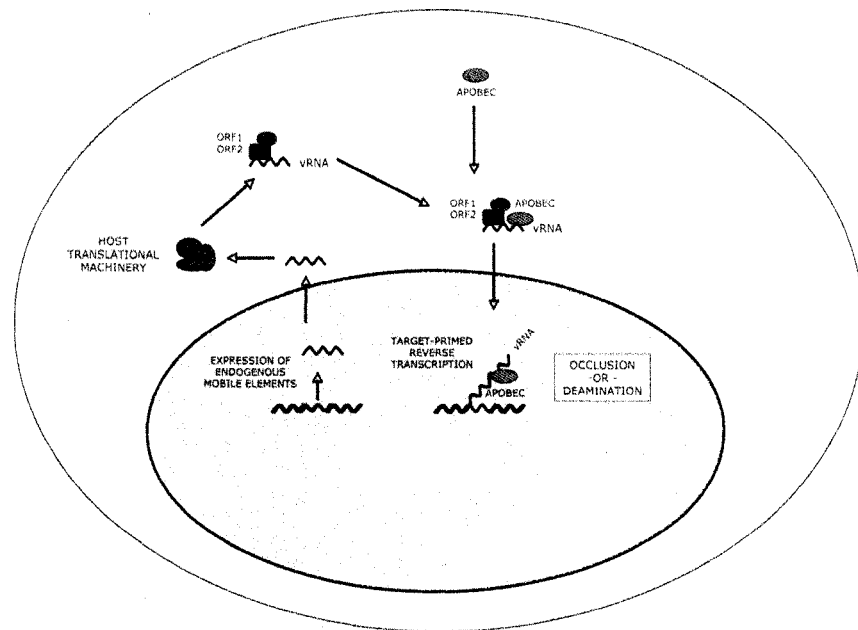 APOBEC
ORF1
ORF2
vRNA
ORF1
ORF2
APOBEC
vRNA
HOST
TRANSLATIONAL
MACHINERY
EXPRESSION OF
ENDOGENOUS
MOBILE ELEMENTS
TARGET-PRIMED
REVERSE
TRANSCRIPTION
vRNA
APOBEC
OCCLUSION
-OR -
DEAMINATION